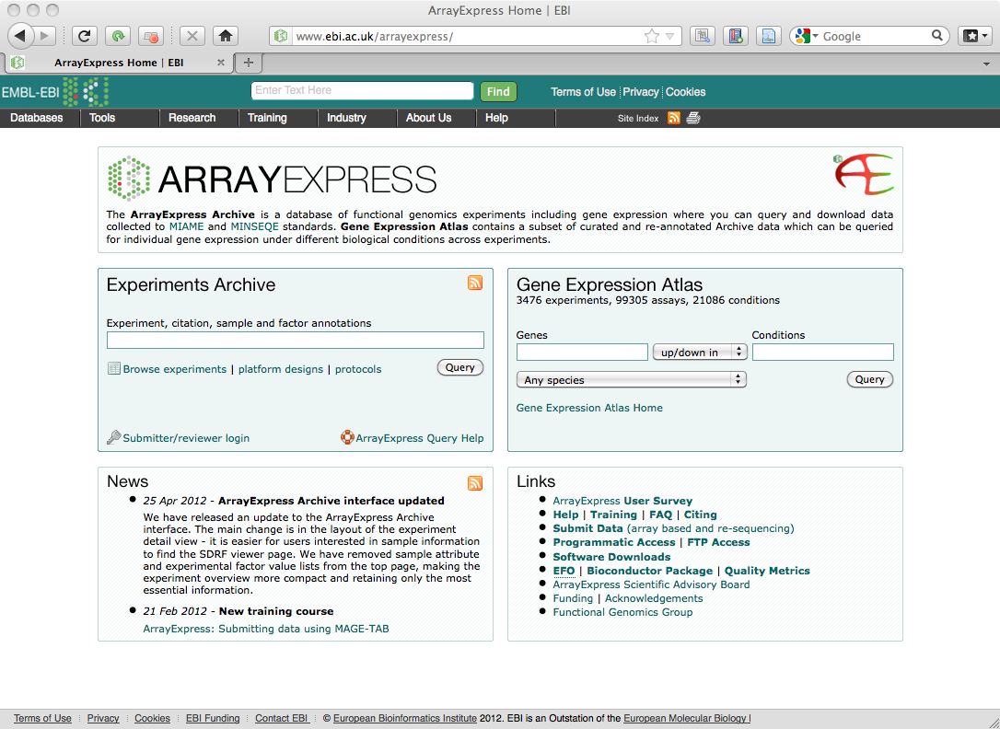 ArrayExpress Home | EBI
www.ebi.ac.uk/arrayexpress/
Google
ArrayExpress Home | EBI
EMBL-EBI
Enter Text Here
Find
Terms of Use Privacy Cookies
Databases Tools Research Training Industry About Us Help Site Index
ARRAYEXPRESS
The ArrayExpress Archive is a database of functional genomics experiments including gene expression where you can query and download data
collected to MIAME and MINSEQE standards. Gene Expression Atlas contains a subset of curated and re-annotated Archive data which can be queried
for individual gene expression under different biological conditions across experiments.
Experiments Archive
Experiment, citation, sample and factor annotations
Browse experiments | platform designs | protocols
Query
Submitter/reviewer login
ArrayExpress Query Help
Gene Expression Atlas
3476 experiments, 99305 assays, 21086 conditions
Genes
Conditions
up/down in
Any species
Query
Gene Expression Atlas Home
News
25 Apr 2012 - ArrayExpress Archive interface updated
We have released an update to the ArrayExpress Archive
interface. The main change is in the layout of the experiment
detail view - it is easier for users interested in sample information
to find the SDRF viewer page. We have removed sample attribute
and experimental factor value lists from the top page, making the
experiment overview more compact and retaining only the most
essential information.
21 Feb 2012 - New training course
ArrayExpress: Submitting data using MAGE-TAB
Links
ArrayExpress User Survey
Help | Training | FAQ | Citing
Submit Data (array based and re-sequencing)
Programmatic Access | FTP Access
Software Downloads
EFO | Bioconductor Package | Quality Metrics
ArrayExpress Scientific Advisory Board
Funding | Acknowledgements
Functional Genomics Group
Terms of Use Privacy Cookies EBI Funding Contact EBI © European Bioinformatics Institute 2012. EBI is an Outstation of the European Molecular Biology l